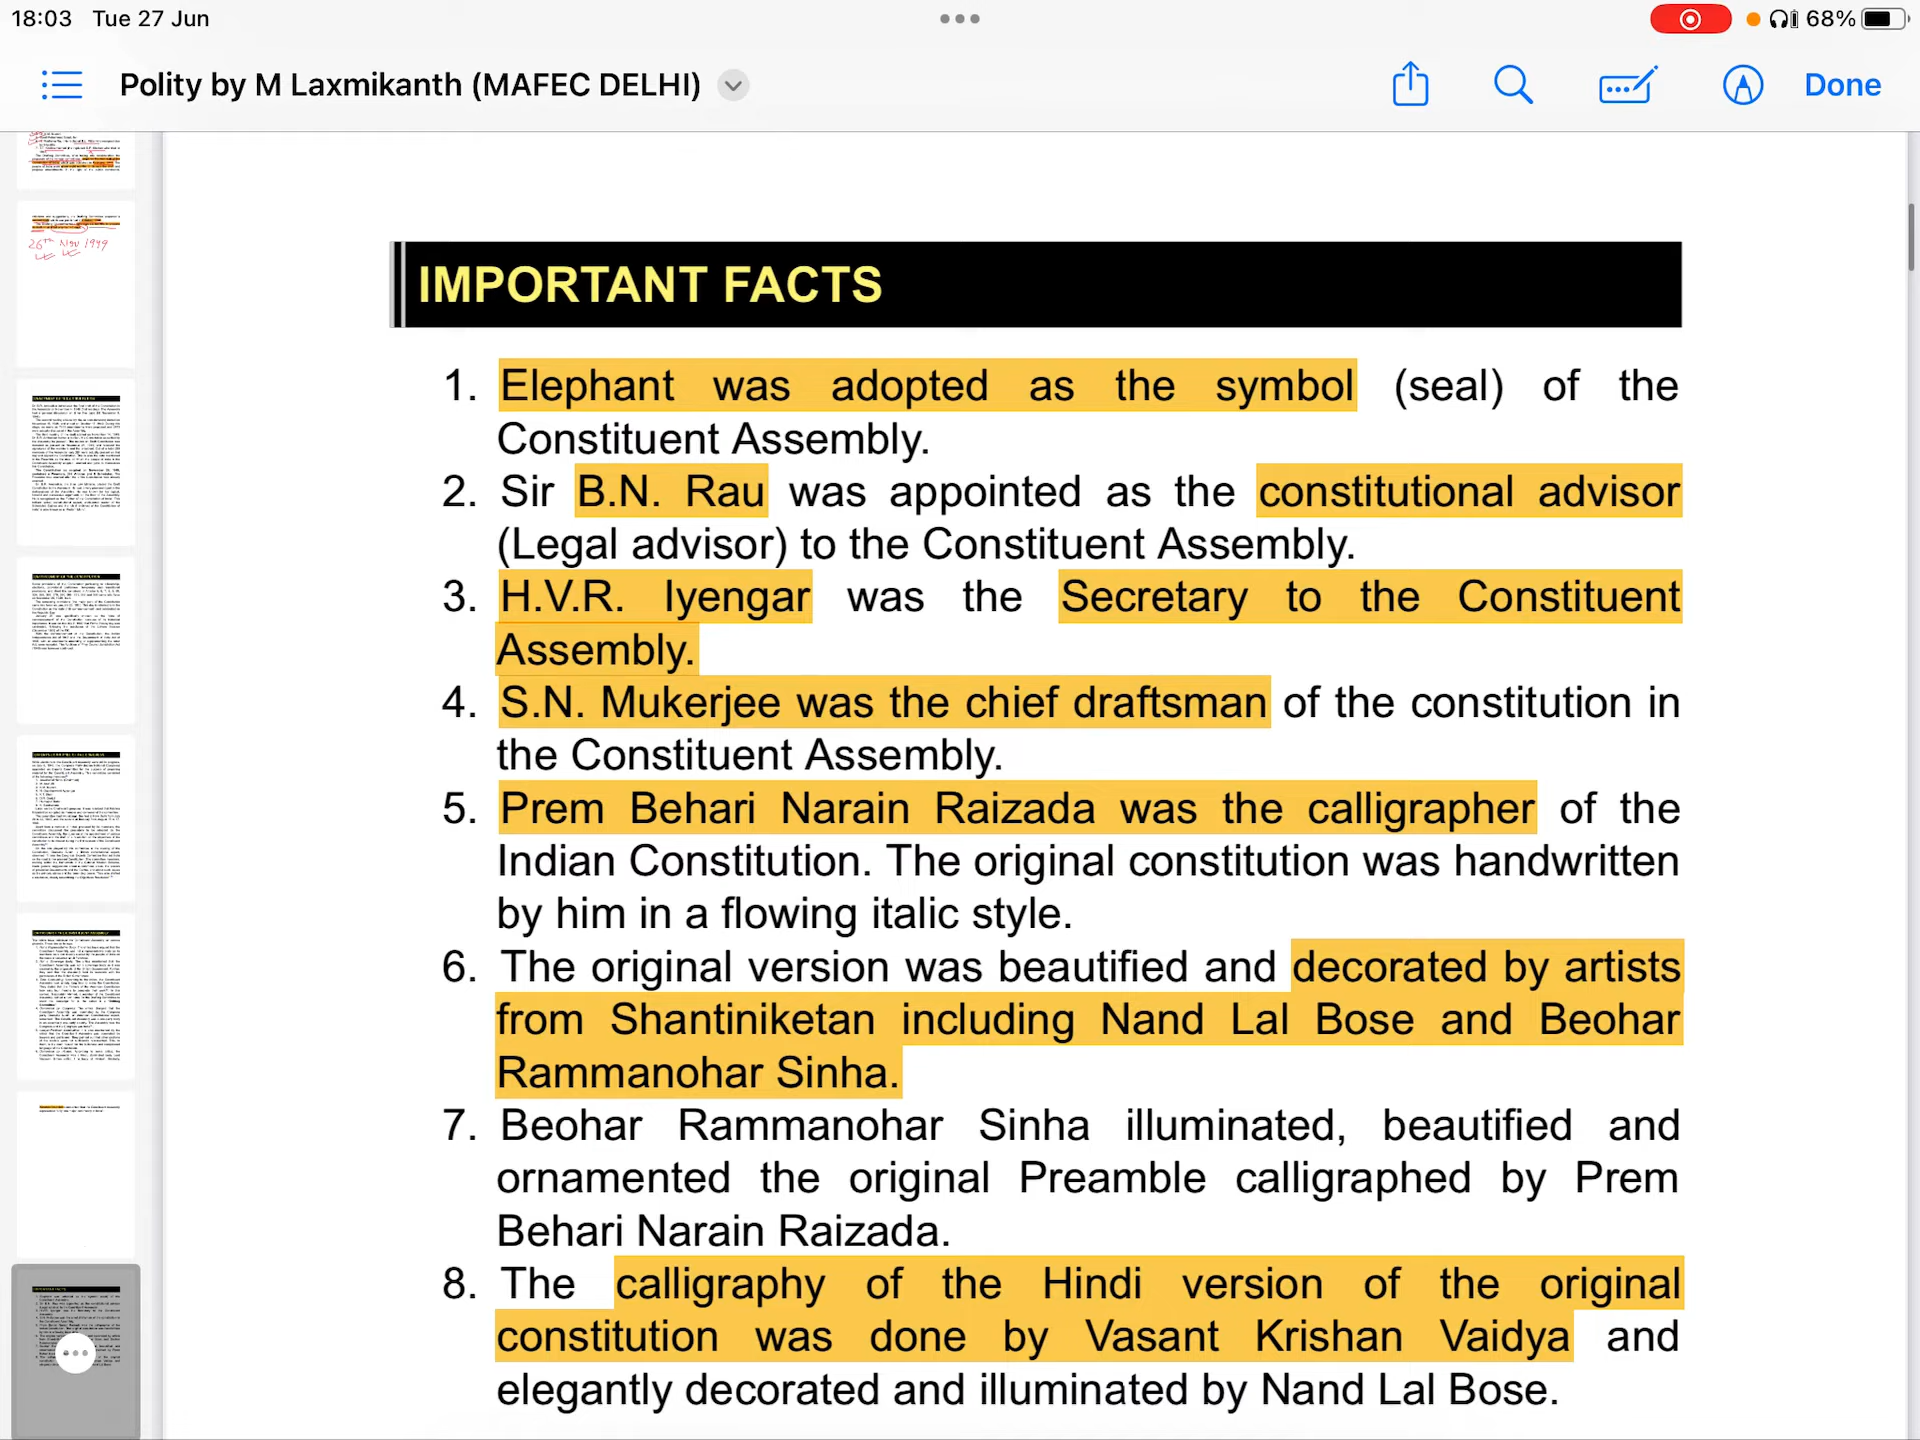 18:03 Tue 27 Jun
68%
Polity by M Laxmikanth (MAFEC DELHI)
Done
26th Nov 1949
IMPORTANT FACTS
1. Elephant was adopted as the symbol (seal) of the
Constituent Assembly.
2. Sir B.N. Rau was appointed as the constitutional advisor
(Legal advisor) to the Constituent Assembly.
3. H.V.R. Iyengar was the Secretary to the Constituent
Assembly.
4. S.N. Mukerjee was the chief draftsman of the constitution in
the Constituent Assembly.
5. Prem Behari Narain Raizada was the calligrapher of the
Indian Constitution. The original constitution was handwritten
by him in a flowing italic style.
6. The original version was beautified and decorated by artists
from Shantiniketan including Nand Lal Bose and Beohar
Rammanohar Sinha.
7. Beohar Rammanohar Sinha illuminated, beautified and
ornamented the original Preamble calligraphed by Prem
Behari Narain Raizada.
8. The calligraphy of the Hindi version of the original
constitution was done by Vasant Krishan Vaidya and
elegantly decorated and illuminated by Nand Lal Bose.